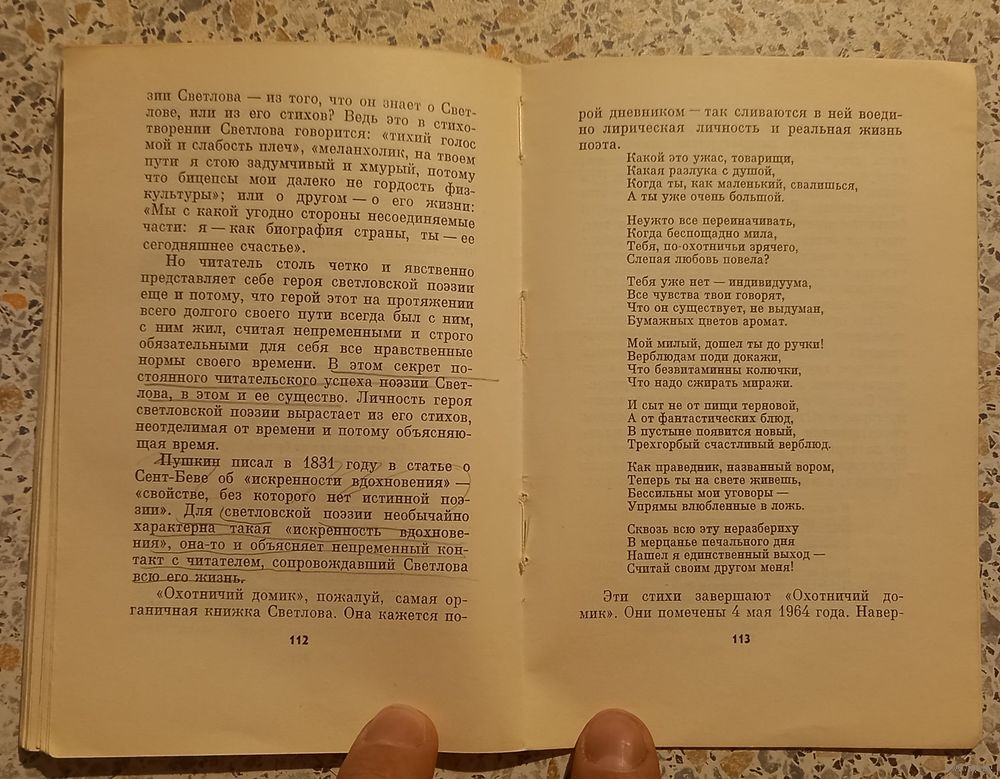 зии Светлова — из того, что он знает о Свет-
лове, или из его стихов? Ведь это в стихо-
творении Светлова говорится: «тихий голос
мой и слабость плеч», «меланхолик, на твоем
пути я стою задумчивый и хмурый, потому
что бицепсы мои далеко не гордость физ-
культуры»; или о другом — о его жизни:
«Мы с какой угодно стороны несоединяемые
части: я — как биография страны, ты — ее
сегодняшнее счастье».
Но читатель столь четко и явственно
представляет себе героя светловской поэзии
еще и потому, что герой этот на протяжении
всего долгого своего пути всегда был с ним,
с ним жил, считая непременными и строго
обязательными для себя все нравственные
нормы своего времени. В этом секрет по-
стоянного читательского успеха поэзии Свет-
лова, в этом и ее существо. Личность героя
светловской поэзии вырастает из его стихов,
неотделимая от времени и потому объясняю-
щая время.
Пушкин писал в 1831 году в статье о
Сент-Беве об «искренности вдохновения» —
«свойстве, без которого нет истинной поэ-
зии». Для светловской поэзии необычайно
характерна такая «искренность вдохнове-
ния», она-то и объясняет непременный кон-
такт с читателем, сопровождавший Светлова
всю его жизнь.
«Охотничий домик», пожалуй, самая ор-
ганичная книжка Светлова. Она кажется по-
112
рой дневником — так сливаются в ней воеди-
но лирическая личность и реальная жизнь
поэта.
Какой это ужас, товарищи,
Какая разлука с душой,
Когда ты, как маленький, свалишься,
А ты уже очень большой.
Неужто все переиначивать,
Когда беспощадно мила,
Тебя, по-охотничьи зрячего,
Слепая любовь повела?
Тебя уже нет — индивидуума,
Все чувства твои говорят,
Что он существует, не выдуман,
Бумажных цветов аромат.
Мой милый, дошел ты до ручки!
Верблюдам поди докажи,
Что безвитаминны колючки,
Что надо сжирать миражи.
И сыт не от пищи терновой,
А от фантастических блюд,
В пустыне появится новый,
Трехгорбый счастливый верблюд.
Как праведник, названный вором,
Теперь ты на свете живешь,
Бессильны мои уговоры —
Упрямы влюбленные в ложь.
Сквозь всю эту неразбериху
В мерцанье печального дня
Нашел я единственный выход —
Считай своим другом меня!
Эти стихи завершают «Охотничий до-
мик». Они помечены 4 мая 1964 года. Навер-
113